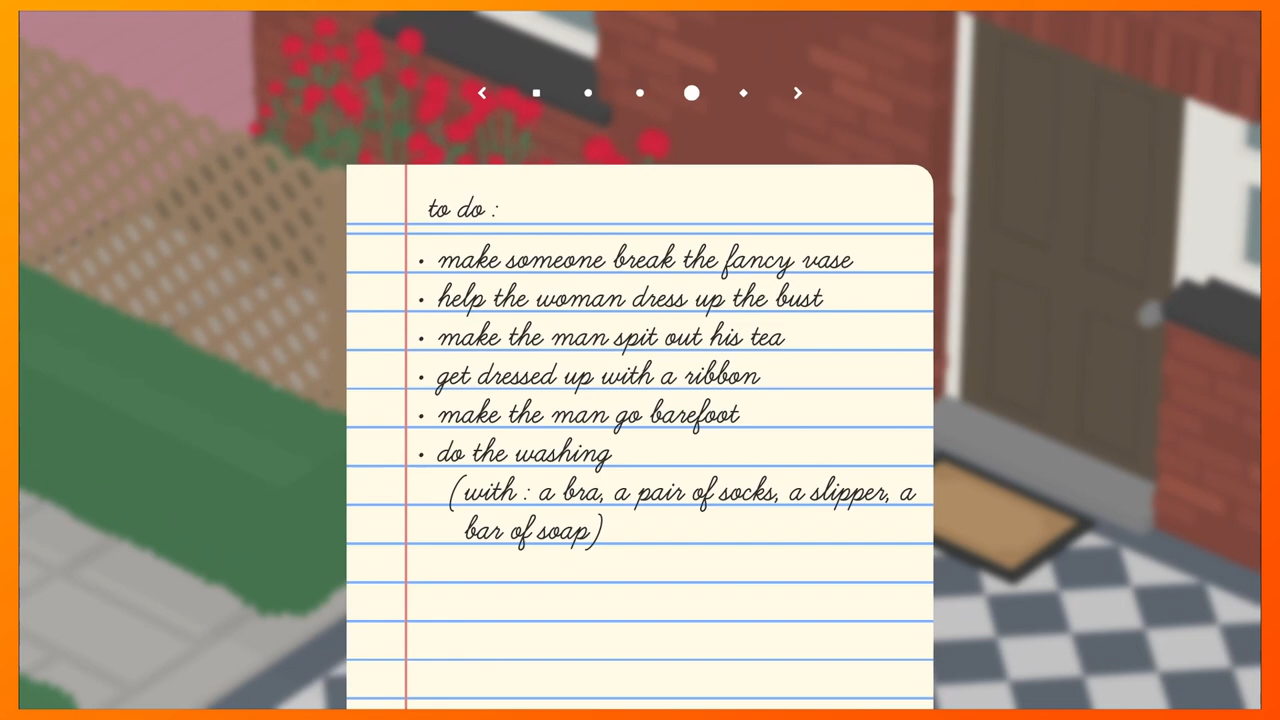 to do :
• make someone break the fancy vase
• help the woman dress up the bust
• make the man spit out his tea
• get dressed up with a ribbon
• make the man go barefoot
• do the washing
(with : a bra, a pair of socks, a slipper, a
bar of soap)